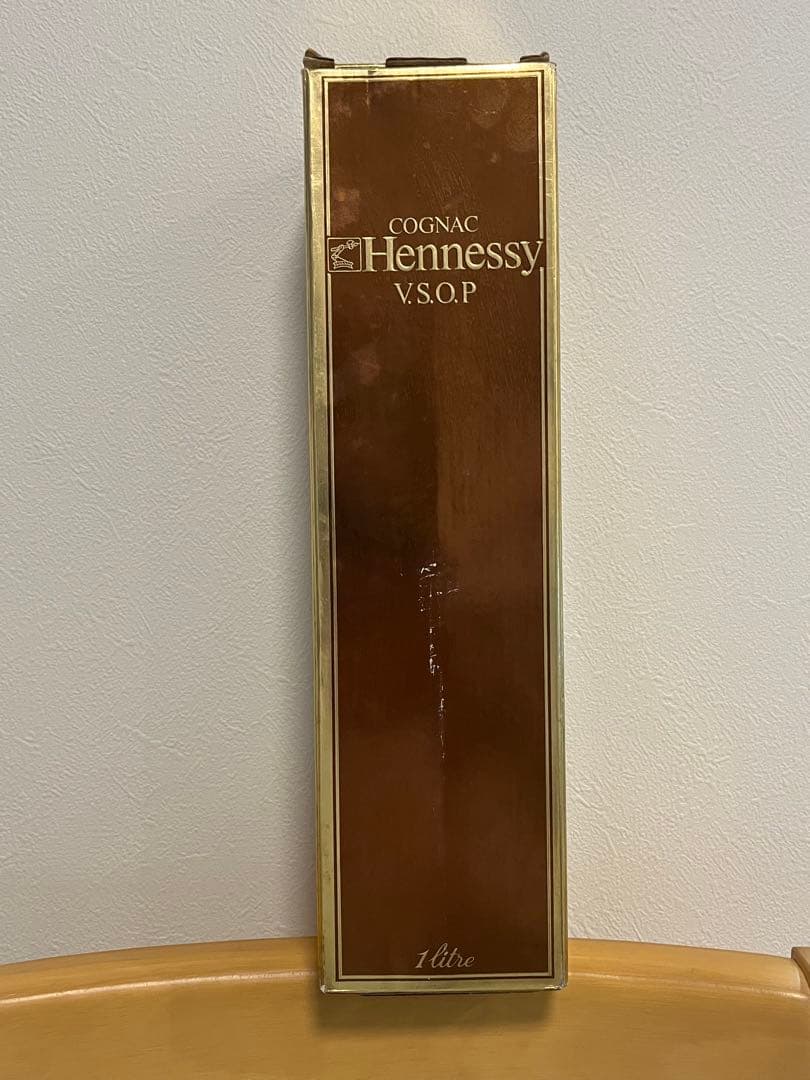 COGNAC
Hennessy
V.S.O.P
1 litre